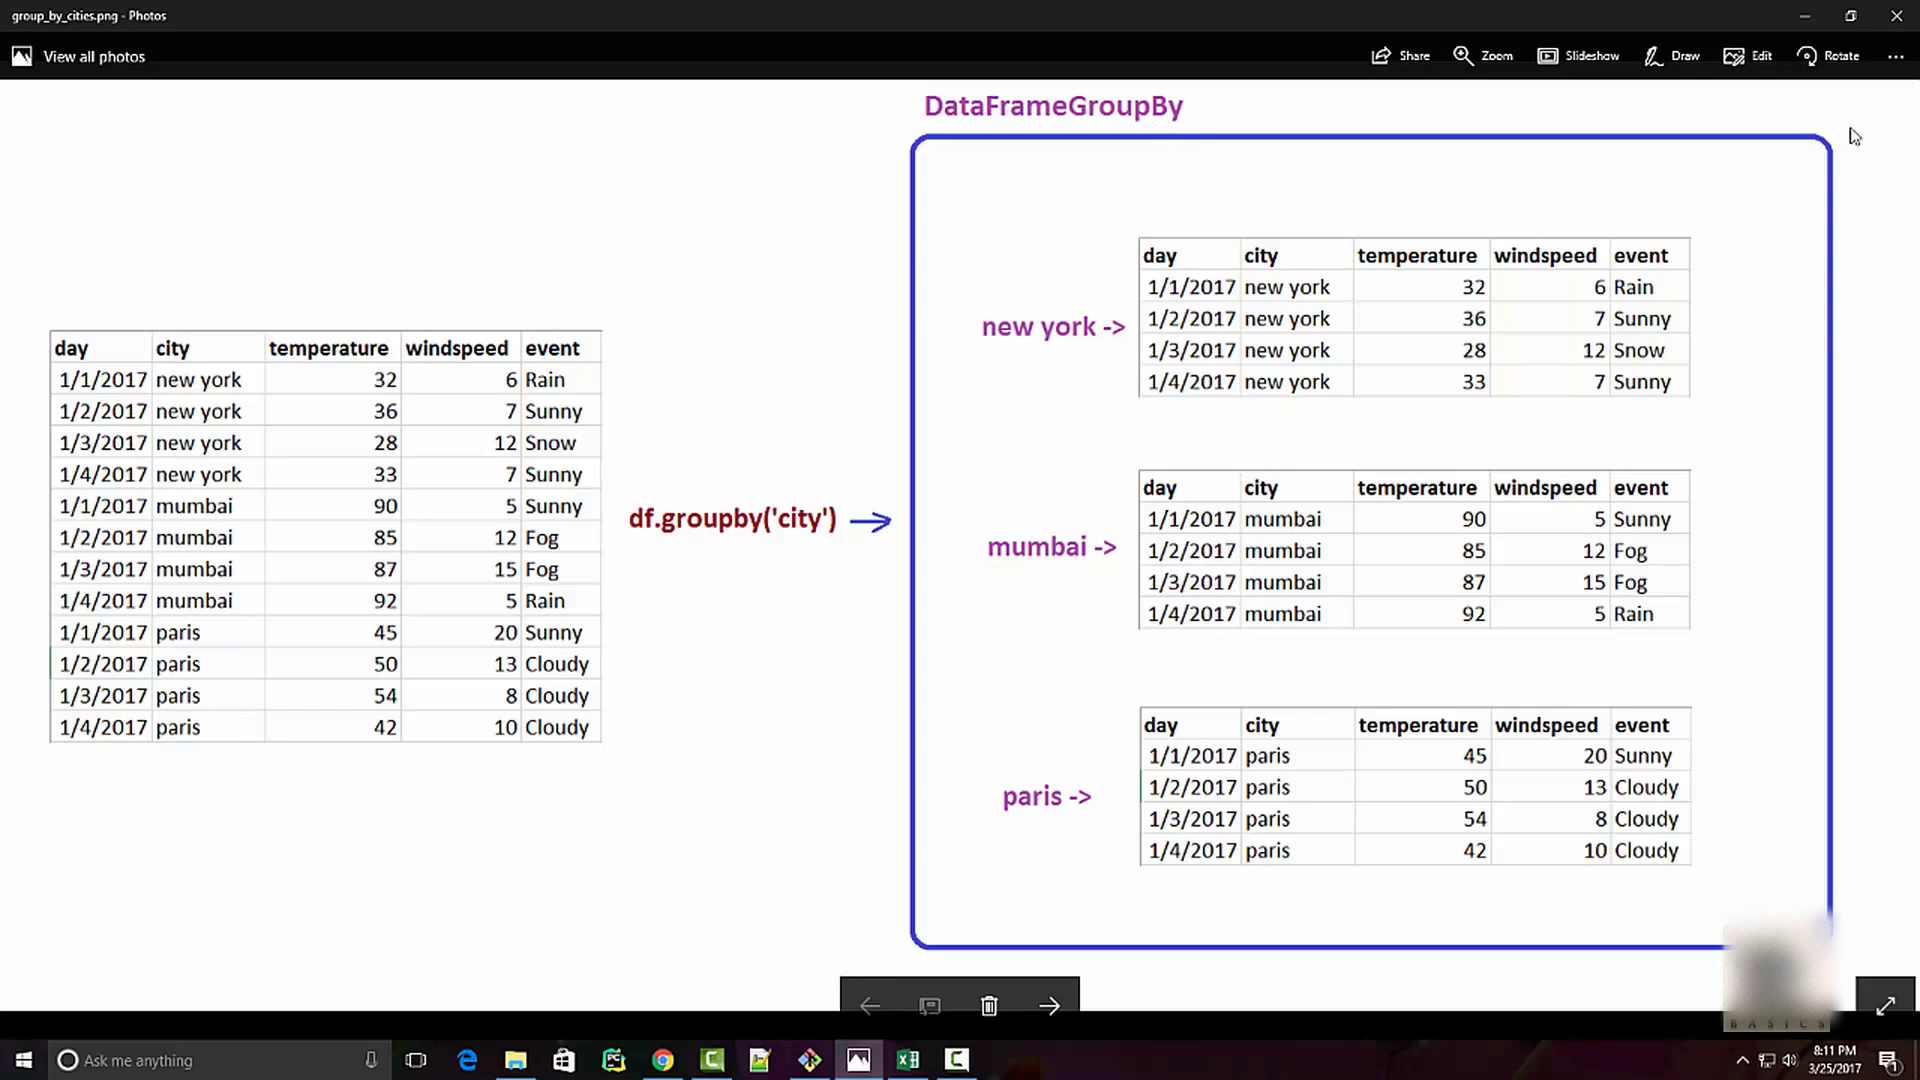 group_by_cities.png - Photos
View all photos
Share Zoom Slideshow Draw Edit Rotate
DataFrameGroupBy
day city temperature windspeed event
1/1/2017 new york 32 6 Rain
1/2/2017 new york 36 7 Sunny
1/3/2017 new york 28 12 Snow
1/4/2017 new york 33 7 Sunny
1/1/2017 mumbai 90 5 Sunny
1/2/2017 mumbai 85 12 Fog
1/3/2017 mumbai 87 15 Fog
1/4/2017 mumbai 92 5 Rain
1/1/2017 paris 45 20 Sunny
1/2/2017 paris 50 13 Cloudy
1/3/2017 paris 54 8 Cloudy
1/4/2017 paris 42 10 Cloudy
df.groupby('city')
new york ->
day city temperature windspeed event
1/1/2017 new york 32 6 Rain
1/2/2017 new york 36 7 Sunny
1/3/2017 new york 28 12 Snow
1/4/2017 new york 33 7 Sunny
mumbai ->
day city temperature windspeed event
1/1/2017 mumbai 90 5 Sunny
1/2/2017 mumbai 85 12 Fog
1/3/2017 mumbai 87 15 Fog
1/4/2017 mumbai 92 5 Rain
paris ->
day city temperature windspeed event
1/1/2017 paris 45 20 Sunny
1/2/2017 paris 50 13 Cloudy
1/3/2017 paris 54 8 Cloudy
1/4/2017 paris 42 10 Cloudy
BASICS
Ask me anything
8:11 PM
3/25/2017